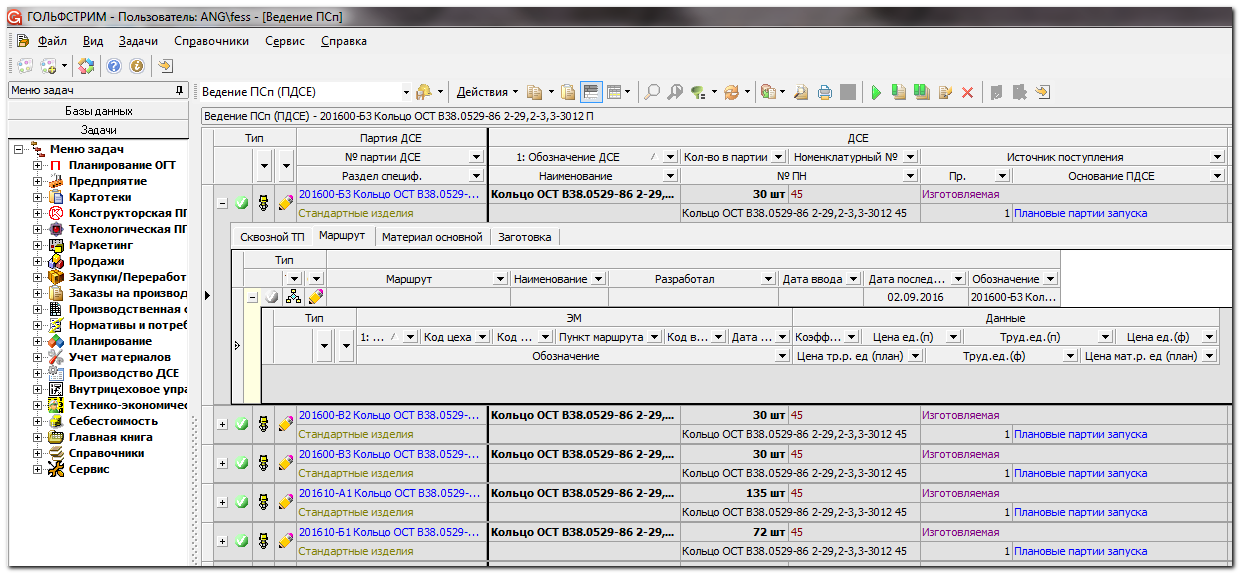 ГОЛЬФСТРИМ - Пользователь: ANG\fess - [Ведение ПСп]
Файл Вид Задачи Справочники Сервис Справка
Меню задач
Базы данных
Задачи
Меню задач
Планирование ОГТ
Предприятие
Картотеки
Конструкторская ПГ
Технологическая ПГ
Маркетинг
Продажи
Закупки/Переработ
Заказы на производ
Производственная с
Нормативы и потреб
Планирование
Учет материалов
Производство ДСЕ
Внутрицеховое упра
Технико-экономичес
Себестоимость
Главная книга
Справочники
Сервис
Ведение ПСп (ПДСЕ) Действия
Ведение ПСп (ПДСЕ) - 201600-Б3 Кольцо ОСТ В38.0529-86 2-29,2-3,3-3012 П
Тип Партия ДСЕ ДСЕ
№ партии ДСЕ 1: Обозначение ДСЕ Кол-во в партии Номенклатурный № Источник поступления
Раздел специф. Наименование № ПН Пр. Основание ПДСЕ
201600-Б3 Кольцо ОСТ В38.0529-... Кольцо ОСТ В38.0529-86 2-29,... 30 шт 45 Изготовляемая
Стандартные изделия Кольцо ОСТ В38.0529-86 2-29,2-3,3-3012 45 1 Плановые партии запуска
Сквозной ТП Маршрут Материал основной Заготовка
Тип
Маршрут Наименование Разработал Дата ввода Дата послед... Обозначение
02.09.2016 201600-Б3 Кол...
Тип ЭМ Данные
1: ... Код цеха Код ... Пункт маршрута Код в... Дата ... Коэфф... Цена ед.(п) Труд.ед.(п) Цена ед.(ф)
Обозначение Цена тр.р. ед (план) Труд.ед.(ф) Цена мат.р. ед (план)
201600-В2 Кольцо ОСТ В38.0529-... Кольцо ОСТ В38.0529-86 2-29,... 30 шт 45 Изготовляемая
Стандартные изделия Кольцо ОСТ В38.0529-86 2-29,2-3,3-3012 45 1 Плановые партии запуска
201600-В3 Кольцо ОСТ В38.0529-... Кольцо ОСТ В38.0529-86 2-29,... 30 шт 45 Изготовляемая
Стандартные изделия Кольцо ОСТ В38.0529-86 2-29,2-3,3-3012 45 1 Плановые партии запуска
201610-А1 Кольцо ОСТ В38.0529-... Кольцо ОСТ В38.0529-86 2-29,... 135 шт 45 Изготовляемая
Стандартные изделия Кольцо ОСТ В38.0529-86 2-29,2-3,3-3012 45 1 Плановые партии запуска
201610-Б1 Кольцо ОСТ В38.0529-... Кольцо ОСТ В38.0529-86 2-29,... 72 шт 45 Изготовляемая
Стандартные изделия Кольцо ОСТ В38.0529-86 2-29,2-3,3-3012 45 1 Плановые партии запуска